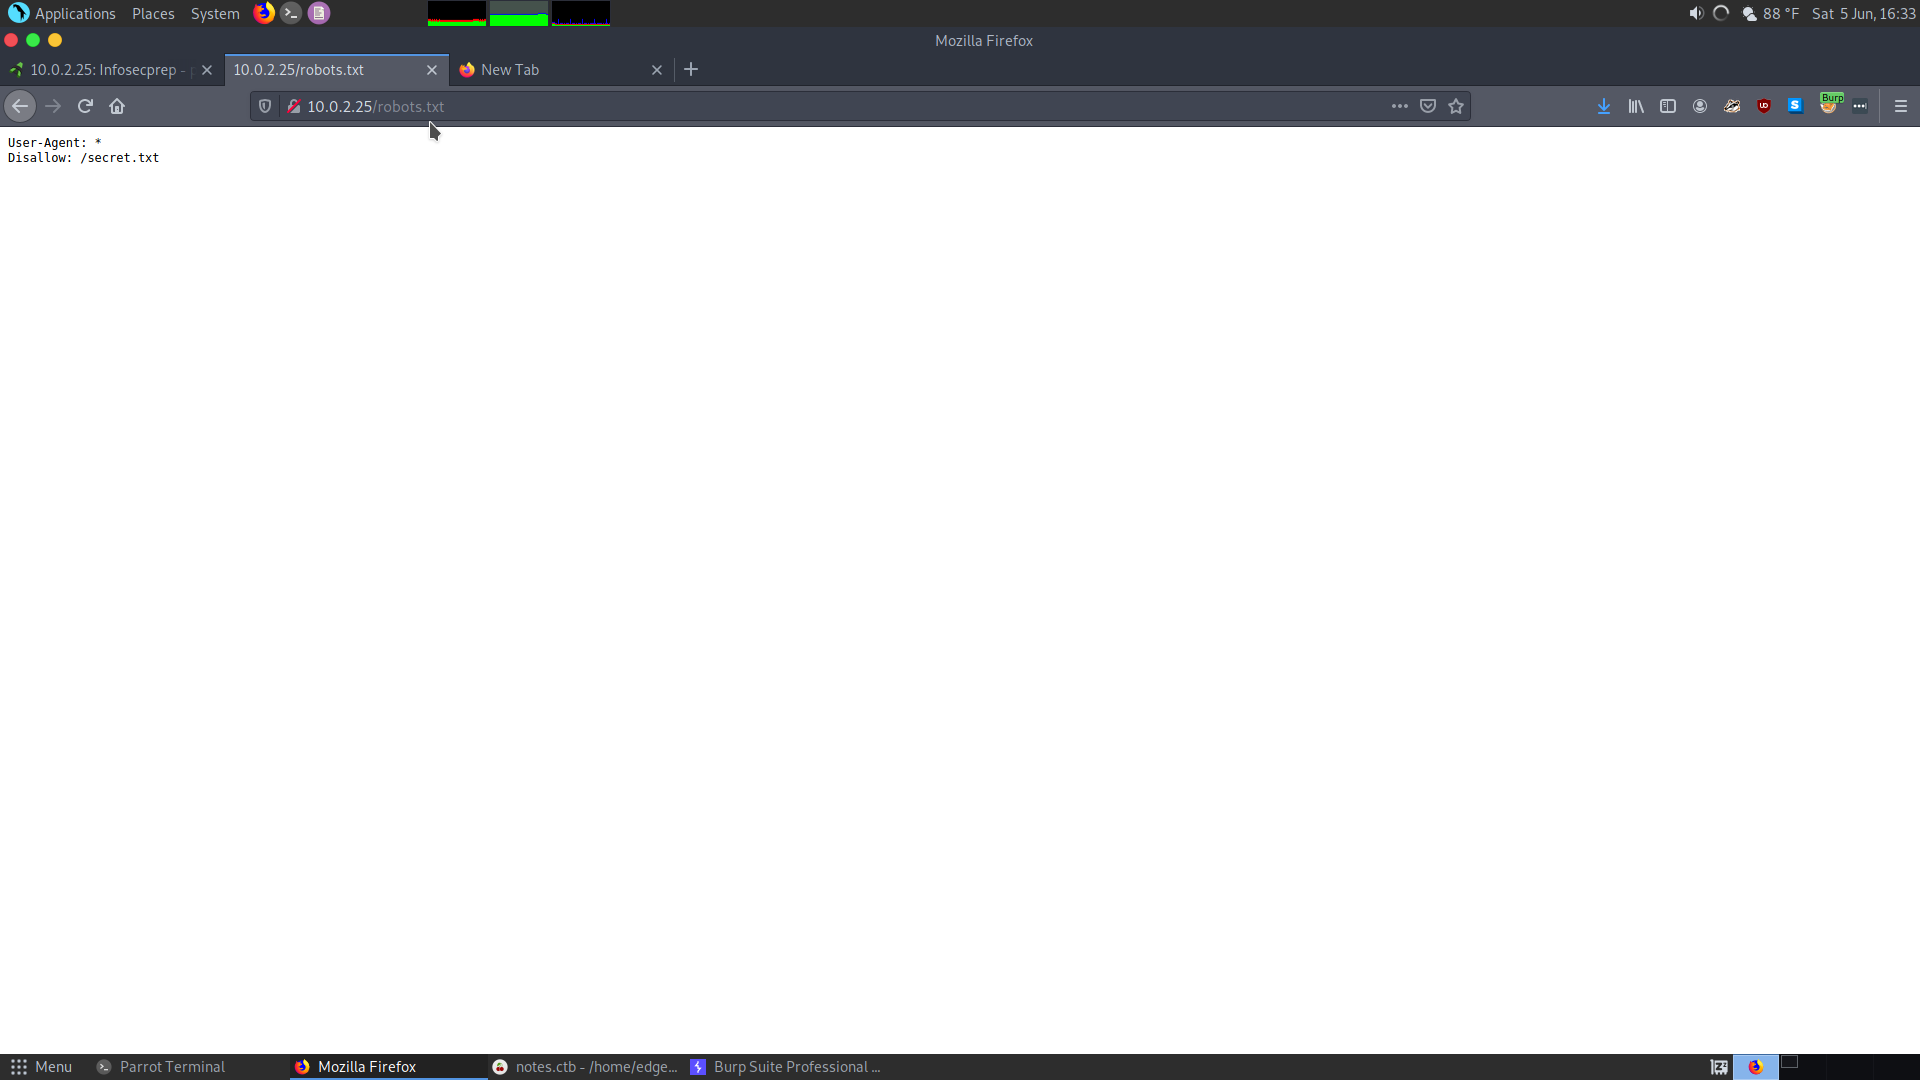 Applications Places System 88 °F Sat 5 Jun, 16:33
Mozilla Firefox
10.0.2.25: Infosecprep - 10.0.2.25/robots.txt New Tab
10.0.2.25/robots.txt Burp
User-Agent: *
Disallow: /secret.txt
Menu Parrot Terminal Mozilla Firefox notes.ctb - /home/edge... Burp Suite Professional ...